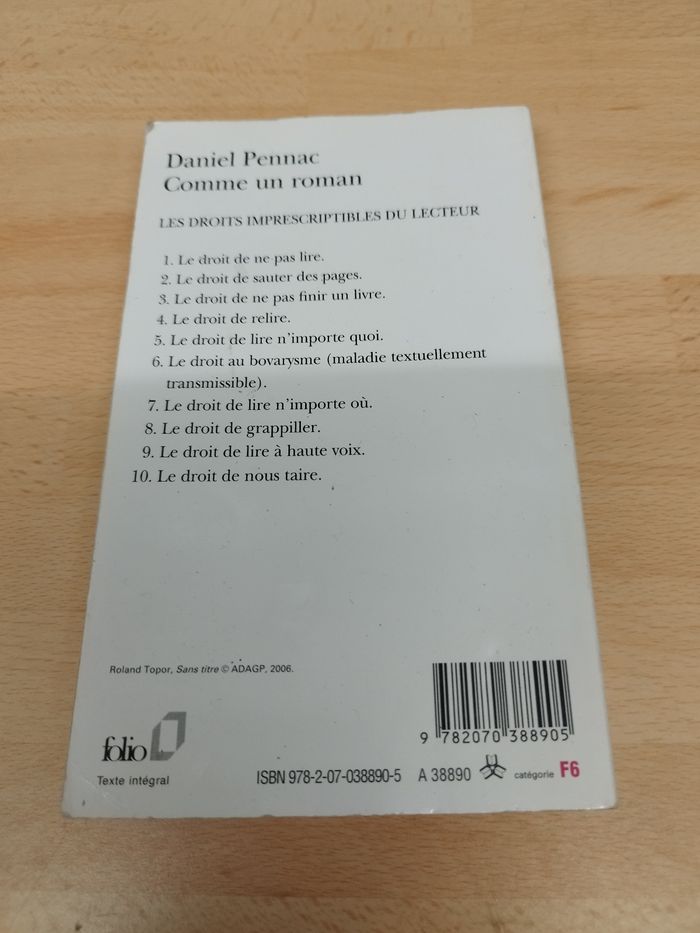 Daniel Pennac
Comme un roman
LES DROITS IMPRESCRIPTIBLES DU LECTEUR
1. Le droit de ne pas lire.
2. Le droit de sauter des pages.
3. Le droit de ne pas finir un livre.
4. Le droit de relire.
5. Le droit de lire n'importe quoi.
6. Le droit au bovarysme (maladie textuellement
transmissible).
7. Le droit de lire n'importe où.
8. Le droit de grappiller.
9. Le droit de lire à haute voix.
10. Le droit de nous taire.
Roland Topor, Sans titre © ADAGP, 2006.
folio
Texte intégral
9 782070 388905
ISBN 978-2-07-038890-5 A 38890 catégorie F6